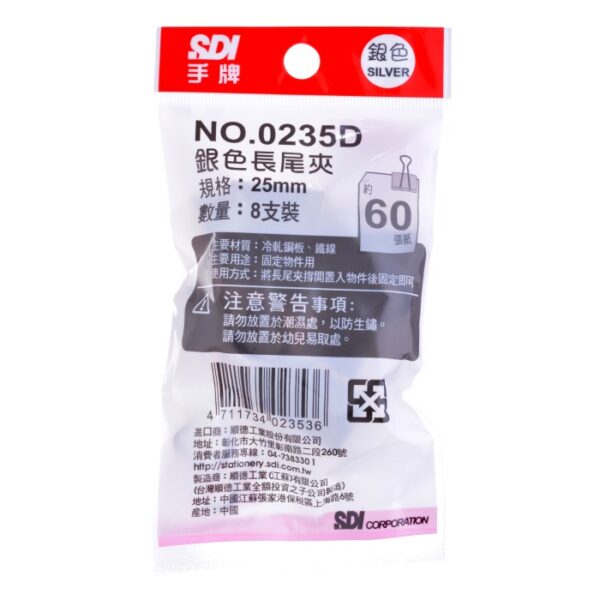 SDI
手牌
銀色
SILVER
NO.0235D
銀色長尾夾
規格：25mm
數量：8支裝
約
60
張紙
主要材質：冷軋鋼板、鐵線
主要用途：固定物件用
使用方式：將長尾夾撐開置入物件後固定即可
注意警告事項：
請勿放置於潮濕處，以防生鏽。
請勿放置於幼兒易取處。
4 711734 023536
進口商：順德工業股份有限公司
地址：彰化市大竹里彰南路二段260號
消費者服務專線：04-7383301
http://stationery.sdi.com.tw
製造商：順德工業(江蘇)有限公司
(台灣順德工業全額投資之子公司製造)
地址：中國江蘇張家港保稅區上海路6號
產地：中國
SDI CORPORATION